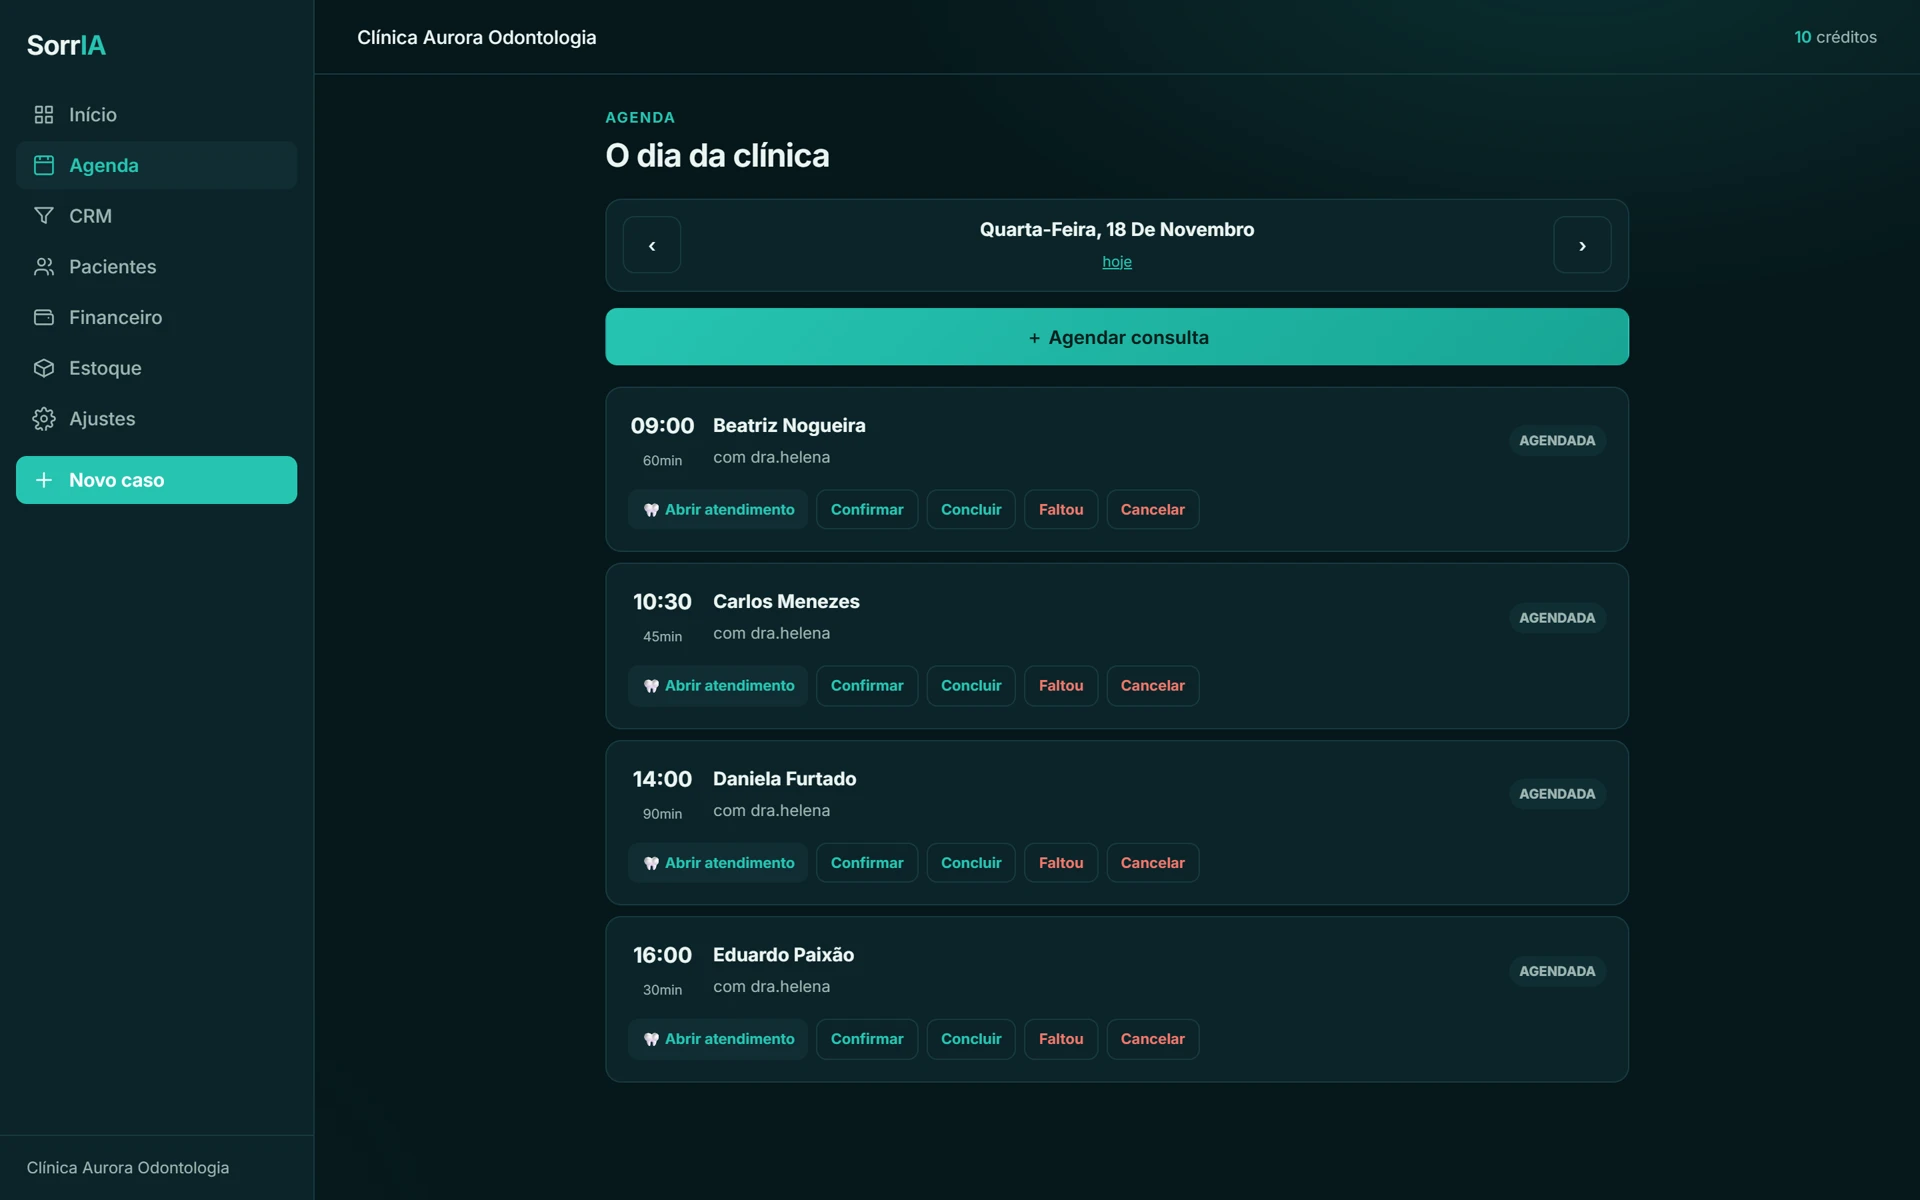 SorrIA
Início
Agenda
CRM
Pacientes
Financeiro
Estoque
Ajustes
+ Novo caso
Clínica Aurora Odontologia
Clínica Aurora Odontologia
10 créditos
AGENDA
O dia da clínica
‹
Quarta-Feira, 18 De Novembro
hoje
›
+ Agendar consulta
09:00 Beatriz Nogueira
60min com dra.helena
AGENDADA
🦷 Abrir atendimento Confirmar Concluir Faltou Cancelar
10:30 Carlos Menezes
45min com dra.helena
AGENDADA
🦷 Abrir atendimento Confirmar Concluir Faltou Cancelar
14:00 Daniela Furtado
90min com dra.helena
AGENDADA
🦷 Abrir atendimento Confirmar Concluir Faltou Cancelar
16:00 Eduardo Paixão
30min com dra.helena
AGENDADA
🦷 Abrir atendimento Confirmar Concluir Faltou Cancelar